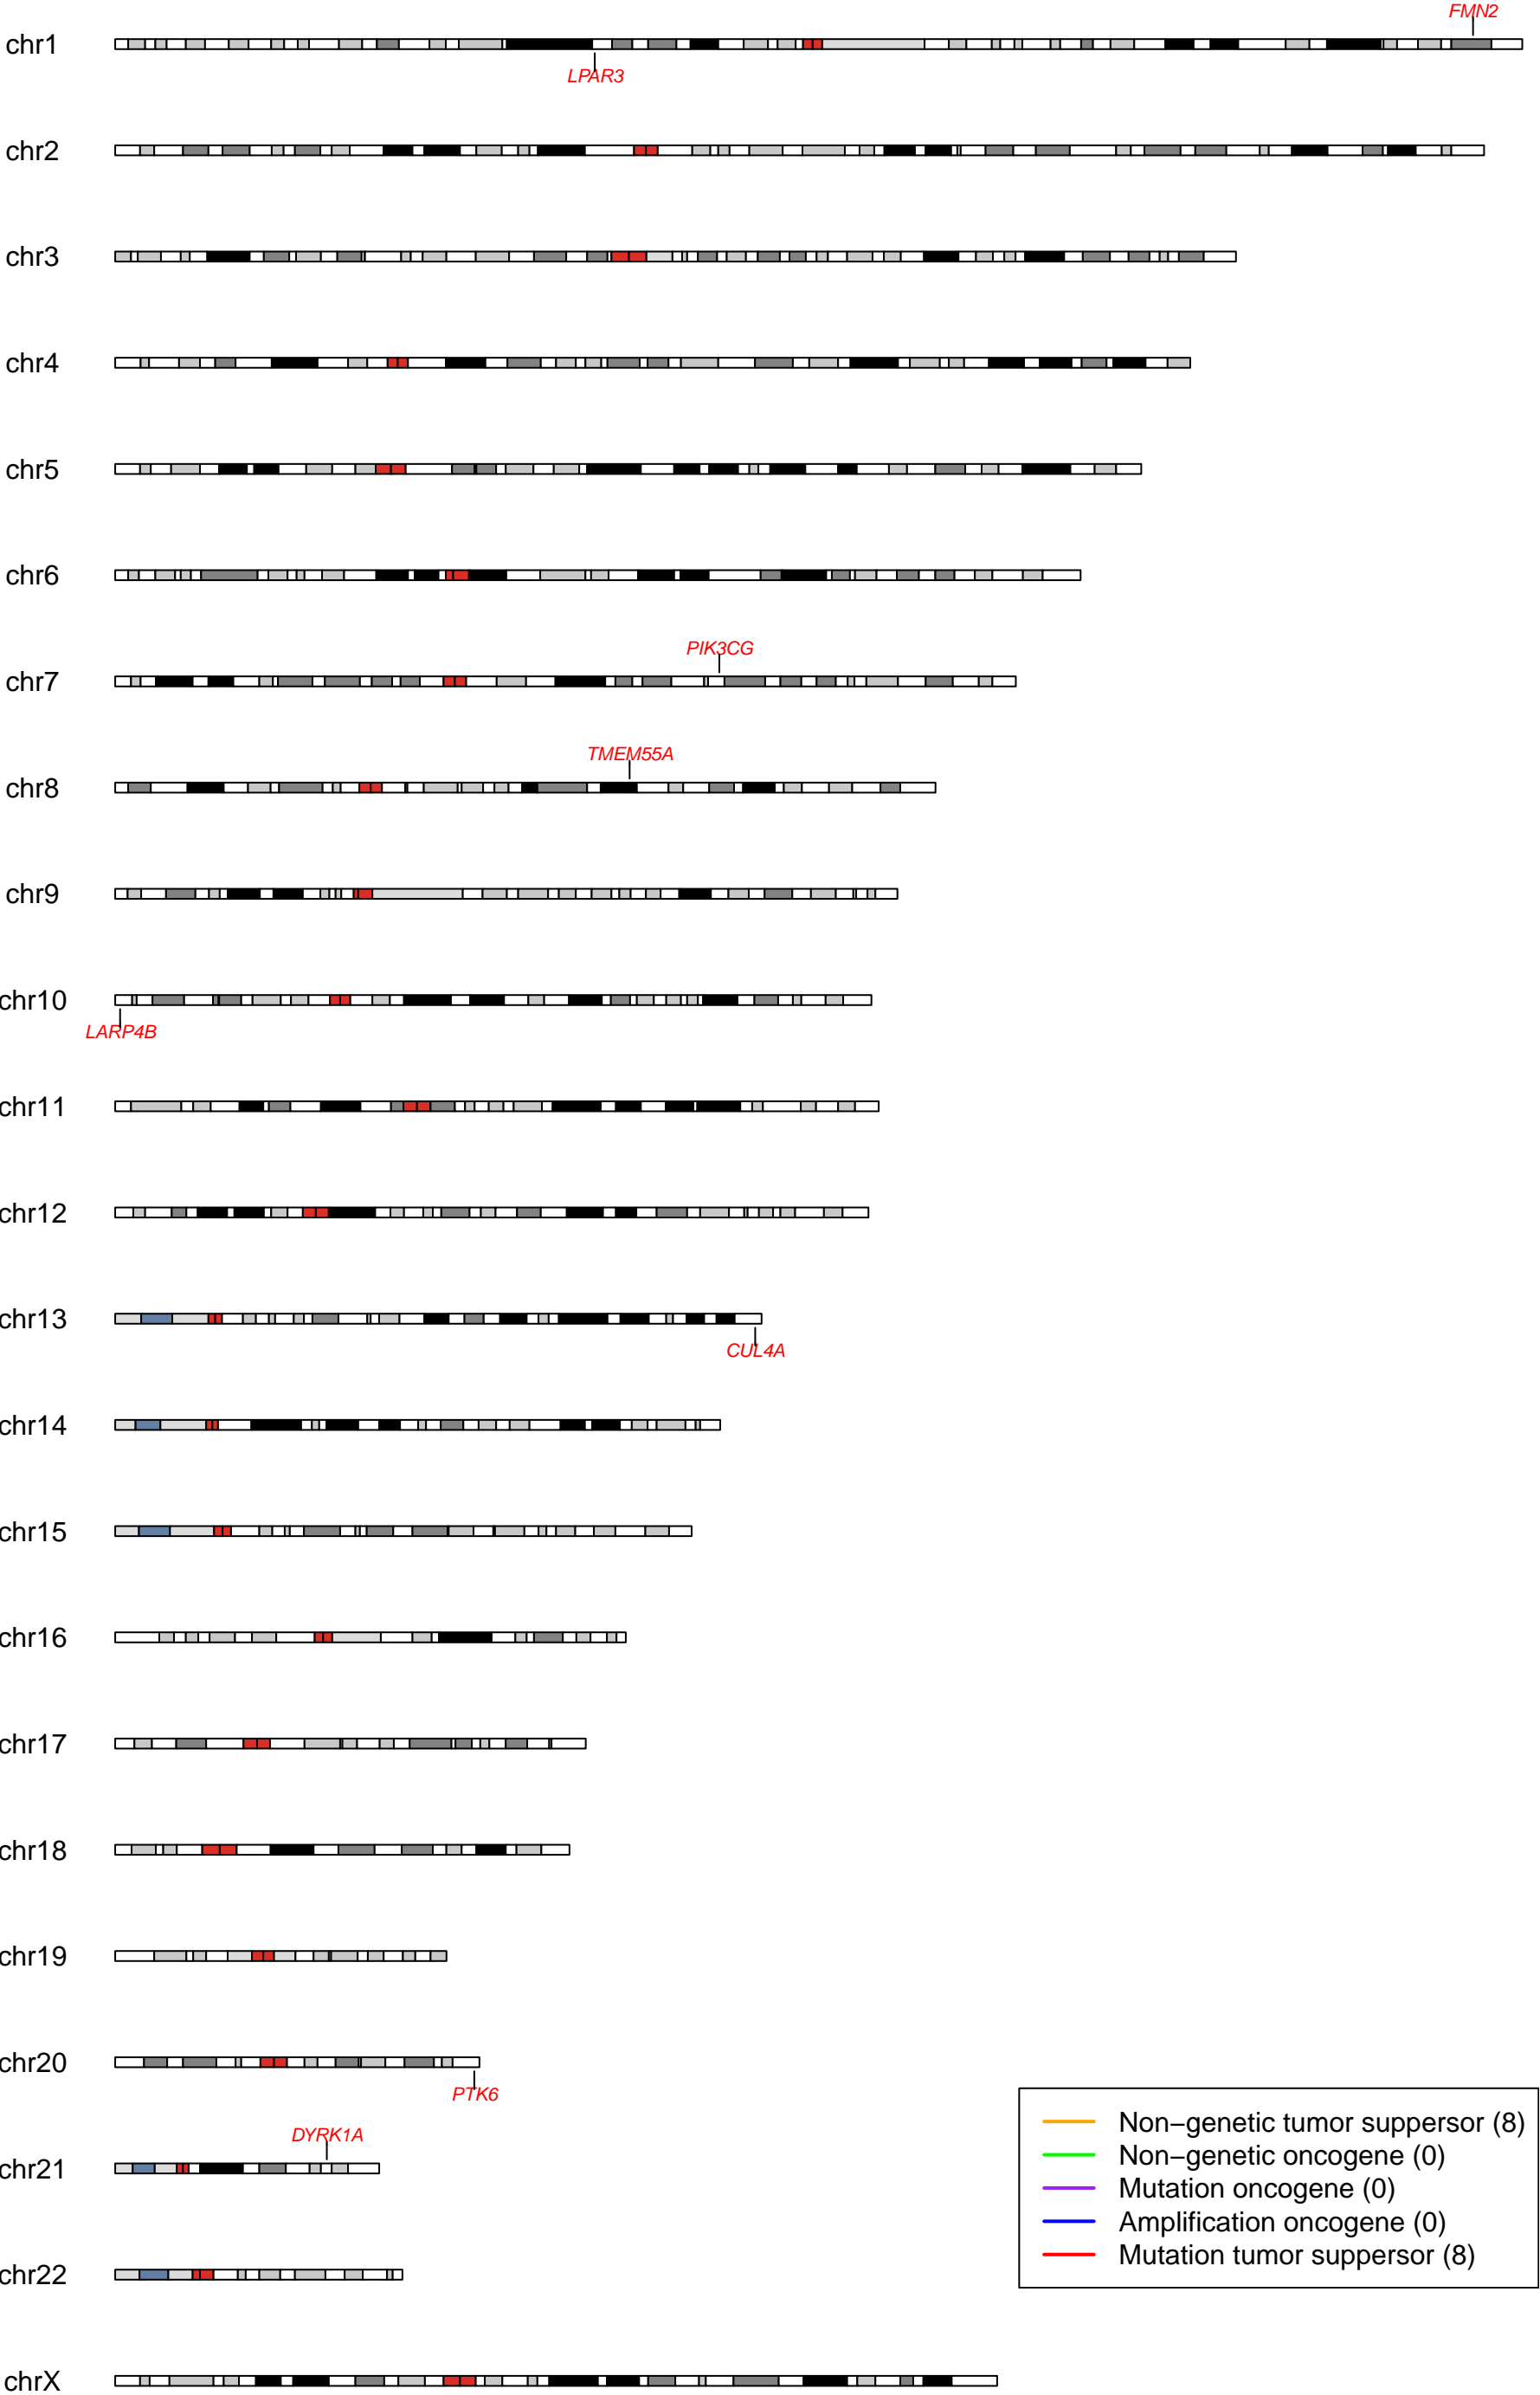 FMN2
chr1
LPAR3
chr2
chr3
chr4
chr5
chr6
PIK3CG
chr7
TMEM55A
chr8
chr9
chr10
LARP4B
chr11
chr12
chr13
CUL4A
chr14
chr15
chr16
chr17
chr18
chr19
chr20
PTK6
DYRK1A
chr21
chr22
chrX
Non−genetic tumor suppersor (8)
Non−genetic oncogene (0)
Mutation oncogene (0)
Amplification oncogene (0)
Mutation tumor suppersor (8)